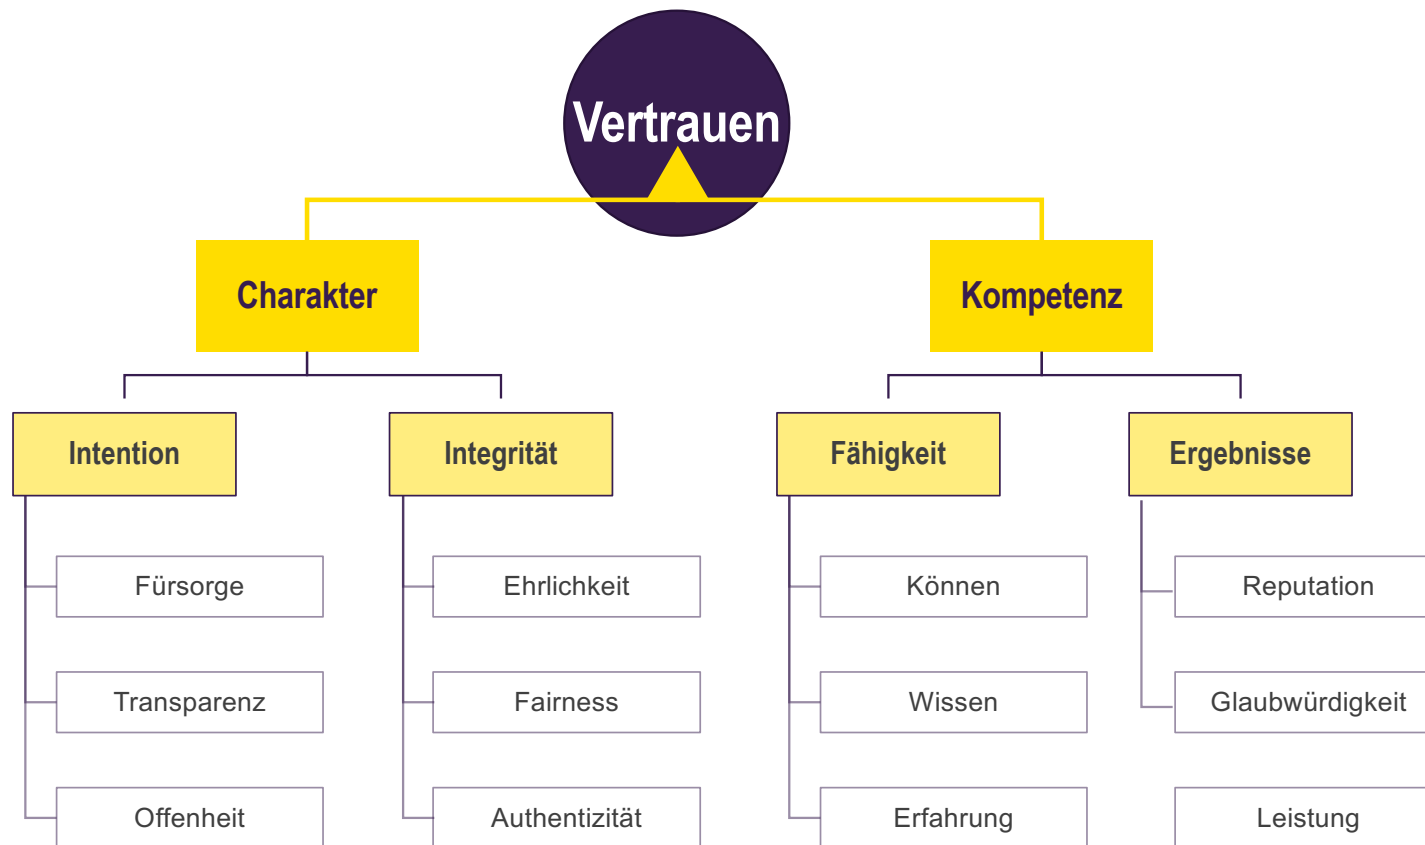 Vertrauen
Charakter
Kompetenz
Intention
Integrität
Fähigkeit
Ergebnisse
Fürsorge
Ehrlichkeit
Können
Reputation
Transparenz
Fairness
Wissen
Glaubwürdigkeit
Offenheit
Authentizität
Erfahrung
Leistung